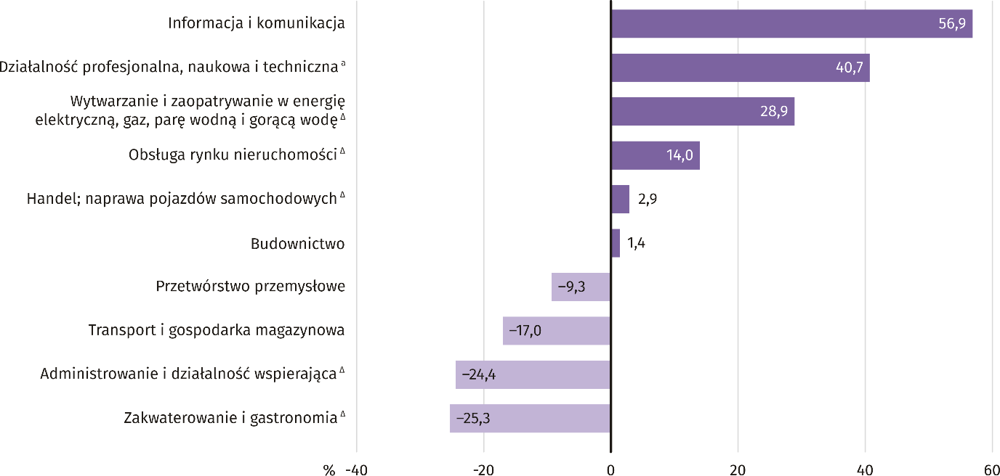 Informacja i komunikacja 56,9
Działalność profesjonalna, naukowa i techniczna ᵃ 40,7
Wytwarzanie i zaopatrywanie w energię
elektryczną, gaz, parę wodną i gorącą wodę ᐞ 28,9
Obsługa rynku nieruchomości ᐞ 14,0
Handel; naprawa pojazdów samochodowych ᐞ 2,9
Budownictwo 1,4
Przetwórstwo przemysłowe −9,3
Transport i gospodarka magazynowa −17,0
Administrowanie i działalność wspierająca ᐞ −24,4
Zakwaterowanie i gastronomia ᐞ −25,3
% -40 -20 0 20 40 60